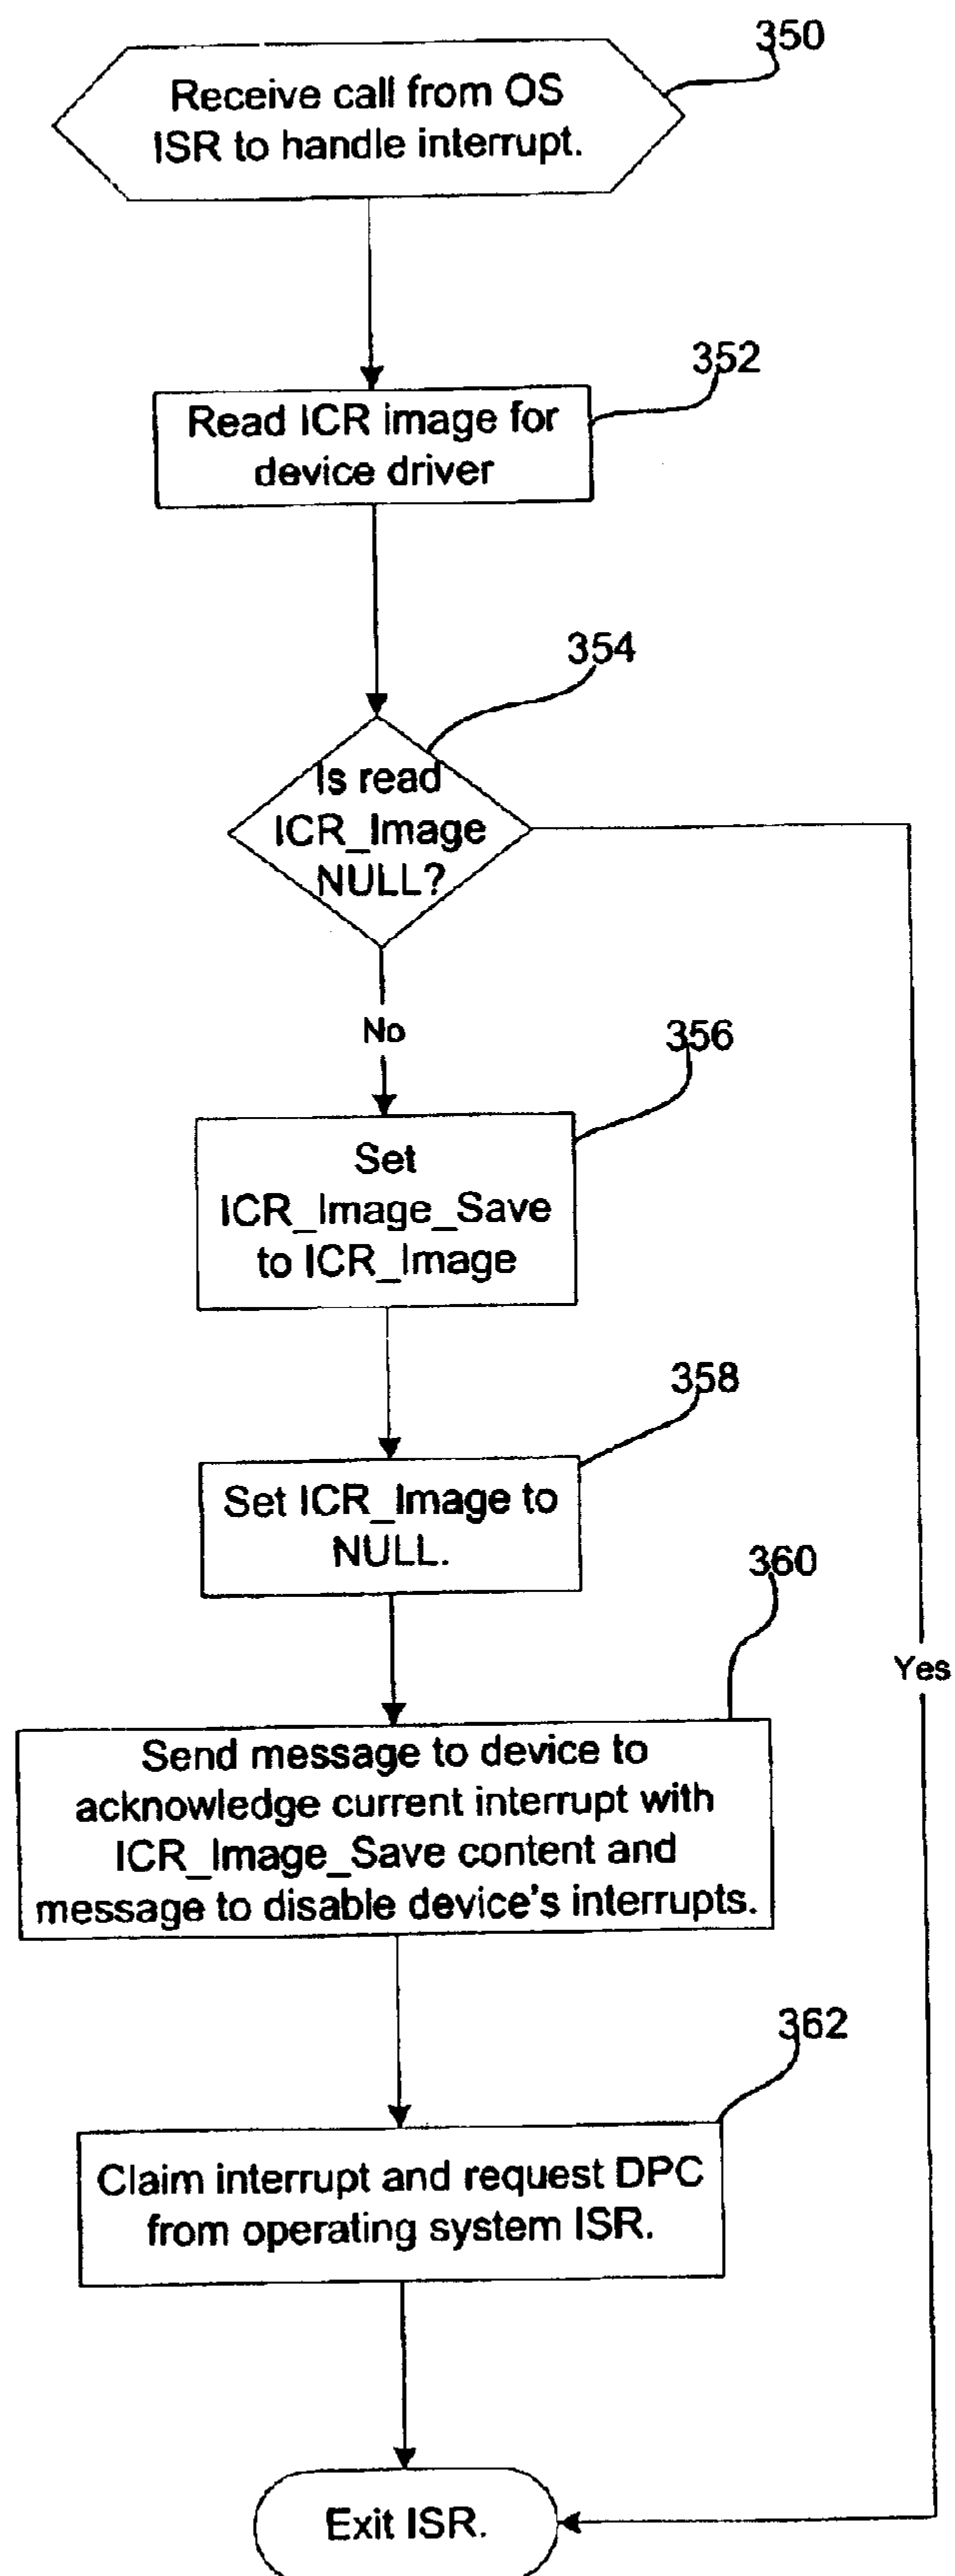 350
Receive call from OS
ISR to handle interrupt.
352
Read ICR image for
device driver
354
Is read
ICR_Image
NULL?
No
356
Set
ICR_Image_Save
to ICR_Image
358
Set ICR_Image to
NULL.
360
Yes
Send message to device to
acknowledge current interrupt with
ICR_Image_Save content and
message to disable device's interrupts.
362
Claim interrupt and request DPC
from operating system ISR.
Exit ISR.